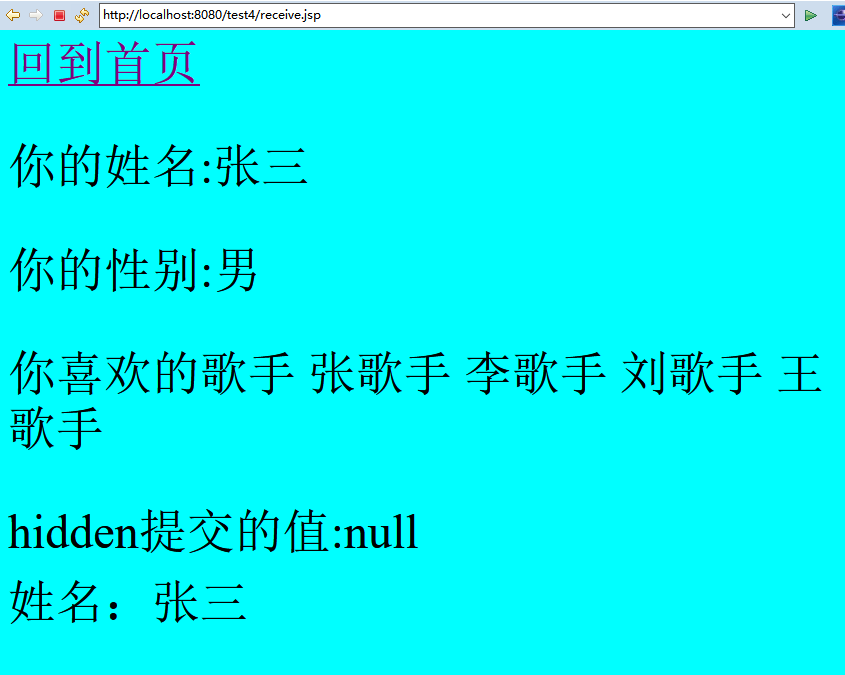 http://localhost:8080/test4/receive.jsp
回到首页
你的姓名:张三
你的性别:男
你喜欢的歌手 张歌手 李歌手 刘歌手 王
歌手
hidden提交的值:null
姓名：张三